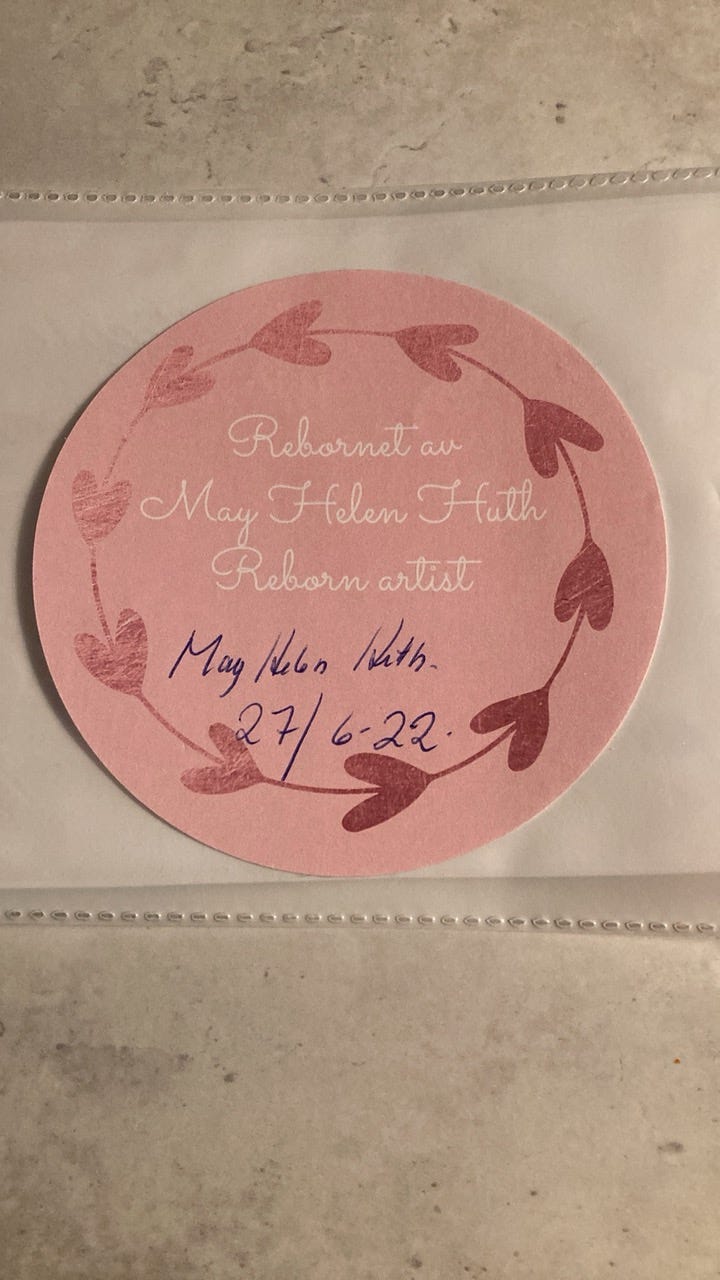 Rebornet av
May Helen Huth
Reborn artist
May Helen Huth.
27/6-22.